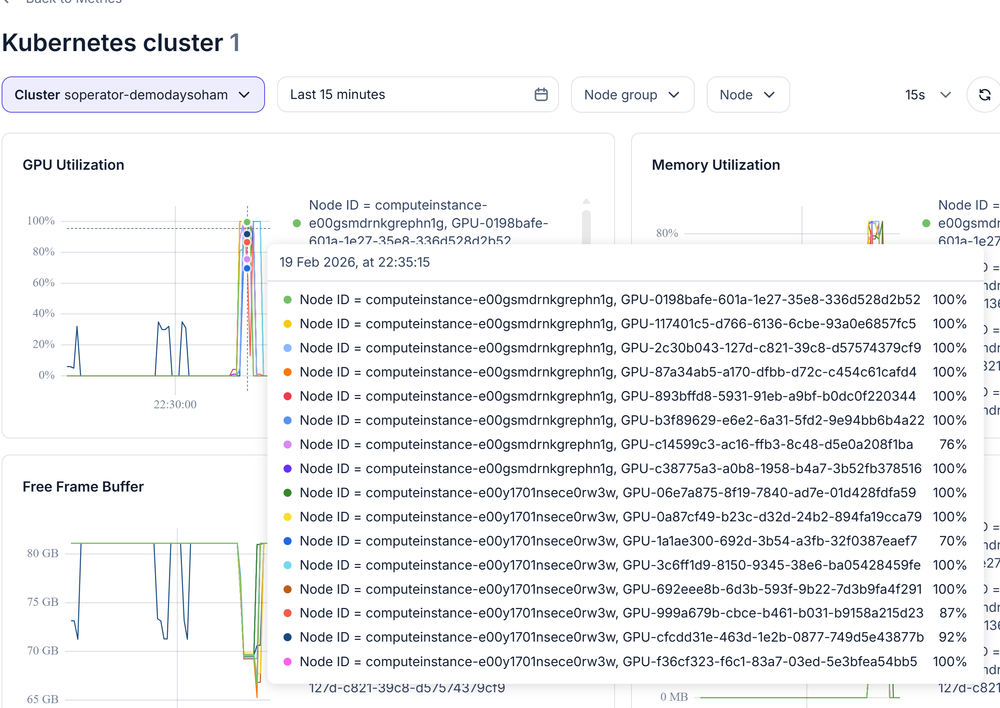 Back to Metrics
Kubernetes cluster 1
Cluster soperator-demodaysoham
Last 15 minutes
Node group
Node
15s
GPU Utilization
100%
80%
60%
40%
20%
0%
22:30:00
Node ID = computeinstance-
e00gsmdrnkgrephn1g, GPU-0198bafe-
601a-1e27-35e8-336d528d2b52
Memory Utilization
80%
Node ID =
e00gsmdr
601a-1e27
19 Feb 2026, at 22:35:15
Node ID = computeinstance-e00gsmdrnkgrephn1g, GPU-0198bafe-601a-1e27-35e8-336d528d2b52 100%
Node ID = computeinstance-e00gsmdrnkgrephn1g, GPU-117401c5-d766-6136-6cbe-93a0e6857fc5 100%
Node ID = computeinstance-e00gsmdrnkgrephn1g, GPU-2c30b043-127d-c821-39c8-d57574379cf9 100%
Node ID = computeinstance-e00gsmdrnkgrephn1g, GPU-87a34ab5-a170-dfbb-d72c-c454c61cafd4 100%
Node ID = computeinstance-e00gsmdrnkgrephn1g, GPU-893bffd8-5931-91eb-a9bf-b0dc0f220344 100%
Node ID = computeinstance-e00gsmdrnkgrephn1g, GPU-b3f89629-e6e2-6a31-5fd2-9e94bb6b4a22 100%
Node ID = computeinstance-e00gsmdrnkgrephn1g, GPU-c14599c3-ac16-ffb3-8c48-d5e0a208f1ba 76%
Node ID = computeinstance-e00gsmdrnkgrephn1g, GPU-c38775a3-a0b8-1958-b4a7-3b52fb378516 100%
Node ID = computeinstance-e00y1701nsece0rw3w, GPU-06e7a875-8f19-7840-ad7e-01d428fdfa59 100%
Node ID = computeinstance-e00y1701nsece0rw3w, GPU-0a87cf49-b23c-d32d-24b2-894fa19cca79 100%
Node ID = computeinstance-e00y1701nsece0rw3w, GPU-1a1ae300-692d-3b54-a3fb-32f0387eaef7 70%
Node ID = computeinstance-e00y1701nsece0rw3w, GPU-3c6ff1d9-8150-9345-38e6-ba05428459fe 100%
Node ID = computeinstance-e00y1701nsece0rw3w, GPU-692eee8b-6d3b-593f-9b22-7d3b9fa4f291 100%
Node ID = computeinstance-e00y1701nsece0rw3w, GPU-999a679b-cbce-b461-b031-b9158a215d23 87%
Node ID = computeinstance-e00y1701nsece0rw3w, GPU-cfcdd31e-463d-1e2b-0877-749d5e43877b 92%
Node ID = computeinstance-e00y1701nsece0rw3w, GPU-f36cf323-f6c1-83a7-03ed-5e3bfea54bb5 100%
Free Frame Buffer
80 GB
75 GB
70 GB
65 GB
127d-c821-39c8-d57574379cf9
0 MB
127d-c821